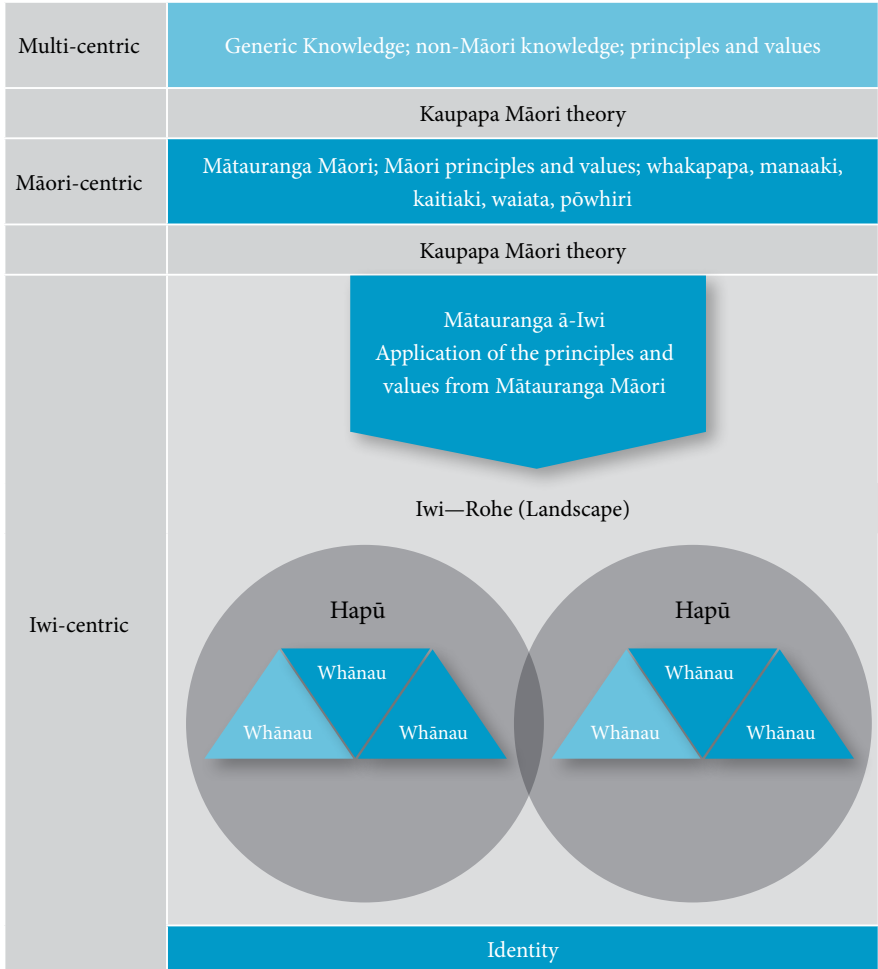 Multi-centric
Generic Knowledge; non-Māori knowledge; principles and values
Kaupapa Māori theory
Māori-centric
Mātauranga Māori; Māori principles and values; whakapapa, manaaki,
kaitiaki, waiata, pōwhiri
Kaupapa Māori theory
Iwi-centric
Mātauranga ā-Iwi
Application of the principles and
values from Mātauranga Māori
Iwi—Rohe (Landscape)
Hapū
Whānau
Whānau
Whānau
Hapū
Whānau
Whānau
Whānau
Identity